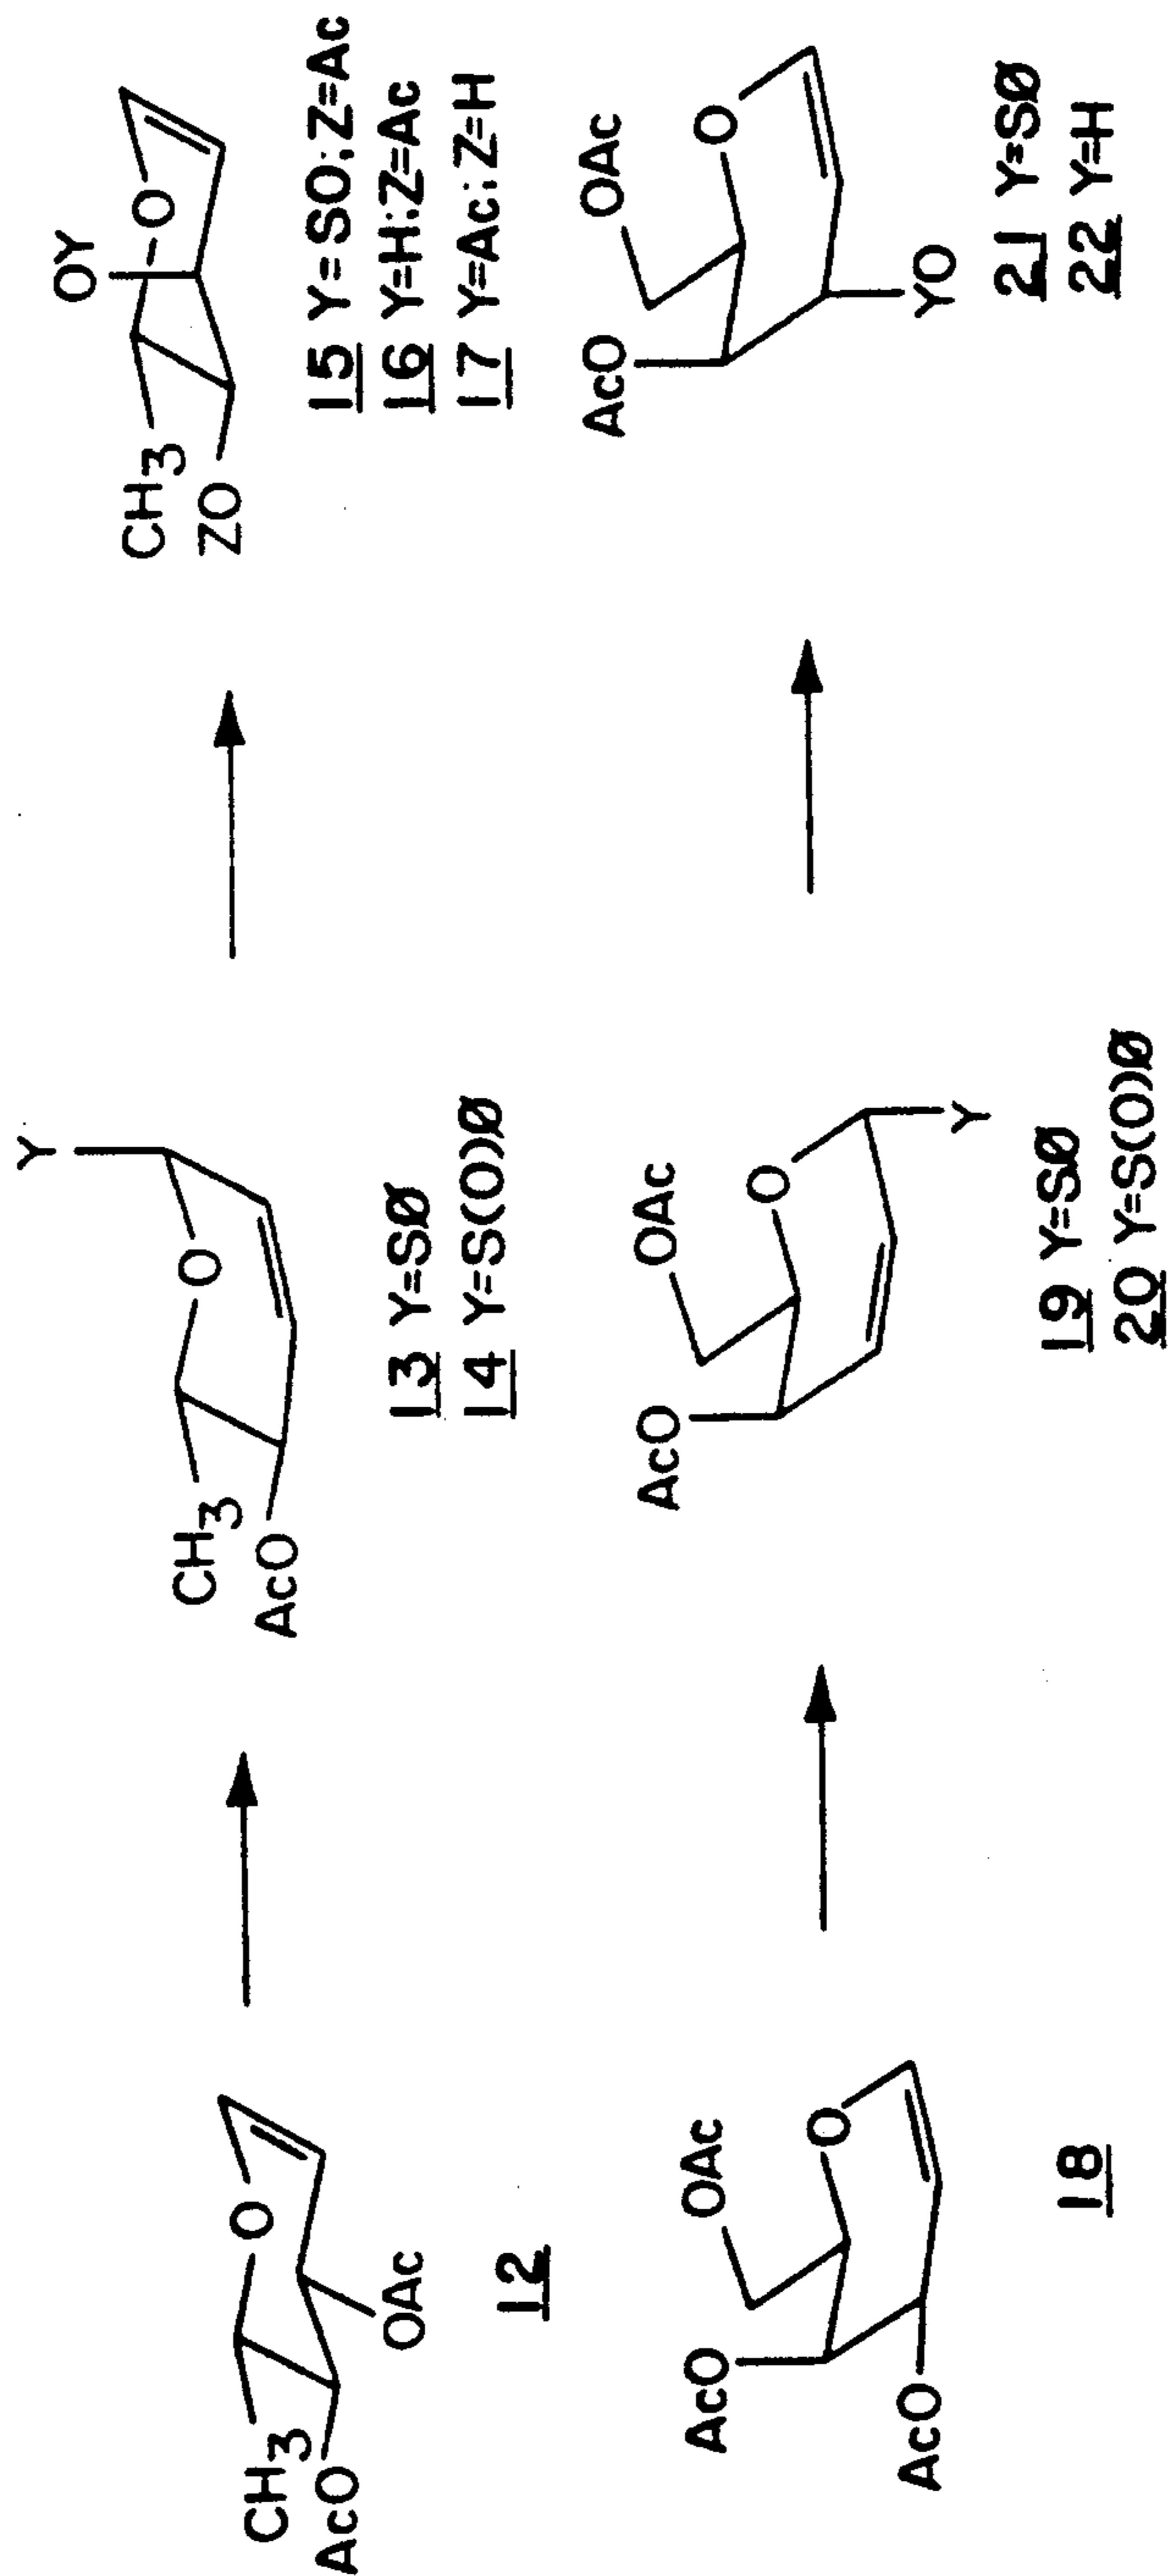 O
CH3
AcO
OAc
12
Y
O
CH3
AcO
13 Y=SØ
14 Y=S(O)Ø
OY
O
CH3
ZO
15 Y=SO;Z=Ac
16 Y=H;Z=Ac
17 Y=Ac;Z=H
AcO
OAc
O
AcO
18
AcO
OAc
O
Y
19 Y=SØ
20 Y=S(O)Ø
AcO
OAc
O
YO
21 Y=SØ
22 Y=H